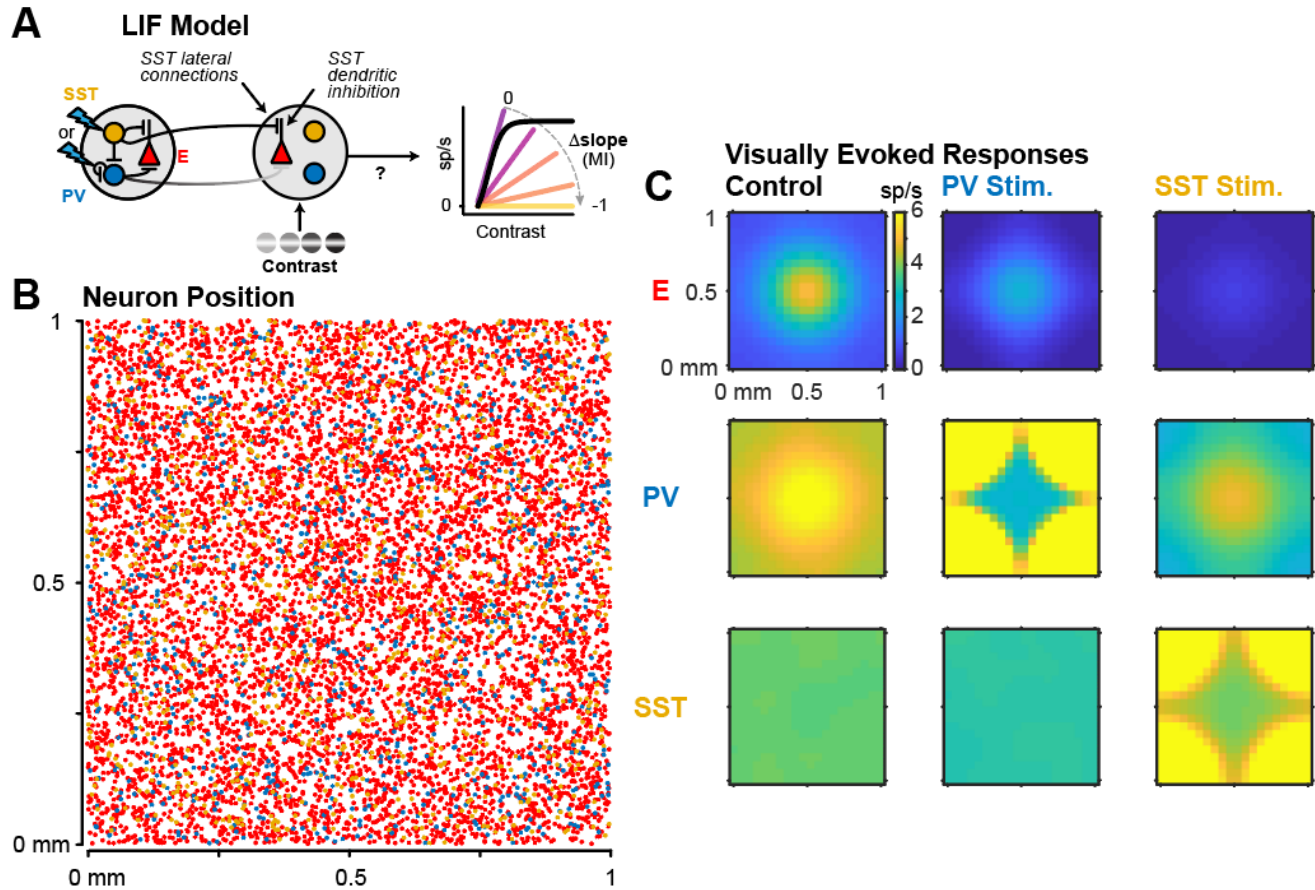 A
LIF Model
SST lateral
connections
SST
dendritic
inhibition
SST
or
PV
E
?
Contrast
sp/s
0
0
Δslope
(MI)
-1
Contrast
B
Neuron Position
1
0.5
0 mm
0 mm
0.5
1
C
Visually Evoked Responses
Control
sp/s
PV Stim.
SST Stim.
E
1
0.5
0 mm
0 mm
0.5
1
6
4
2
0
PV
SST